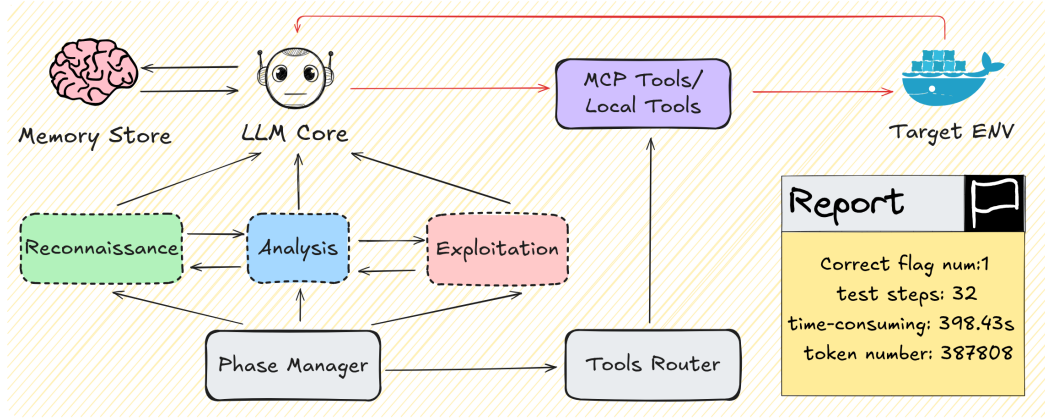 Memory Store
LLM Core
MCP Tools/
Local Tools
Target ENV
Reconnaissance
Analysis
Exploitation
Phase Manager
Tools Router
Report
Correct flag num:1
test steps: 32
time-consuming: 398.43s
token number: 387808